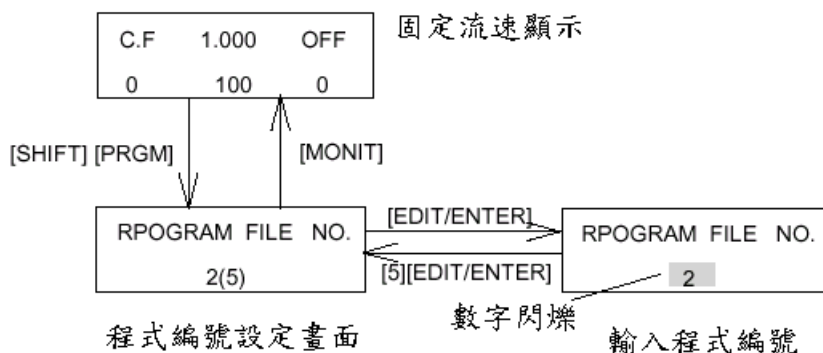 C.F 1.000 OFF
0 100 0
固定流速顯示
[SHIFT] [PRGM]
[MONIT]
RPOGRAM FILE NO.
2(5)
程式編號設定畫面
[EDIT/ENTER]
[5][EDIT/ENTER]
RPOGRAM FILE NO.
2
數字閃爍
輸入程式編號